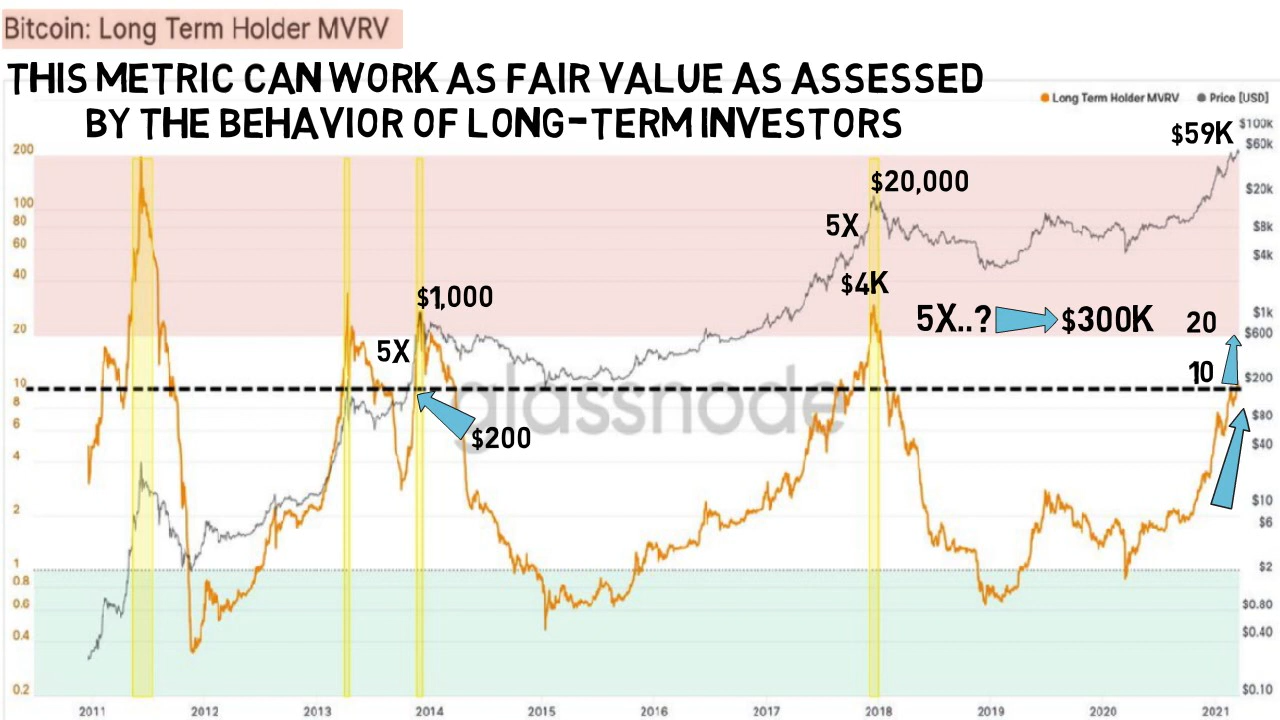 Bitcoin: Long Term Holder MVRV
THIS METRIC CAN WORK AS FAIR VALUE AS ASSESSED
BY THE BEHAVIOR OF LONG-TERM INVESTORS
Long Term Holder MVRV Price [USD]
$59K
$100k
$60k
200
$20,000
$20k
100
80
5X
$8k
60
$4k
40
$4K
$1,000
$1k
5X..? $300K 20
20
$600
5X
10
$200
10
8
glassnode
$80
6
$200
$40
4
2
$10
$6
1
$2
0.8
0.6
$0.80
0.4
$0.40
0.2
$0.10
2011 2012 2013 2014 2015 2016 2017 2018 2019 2020 2021